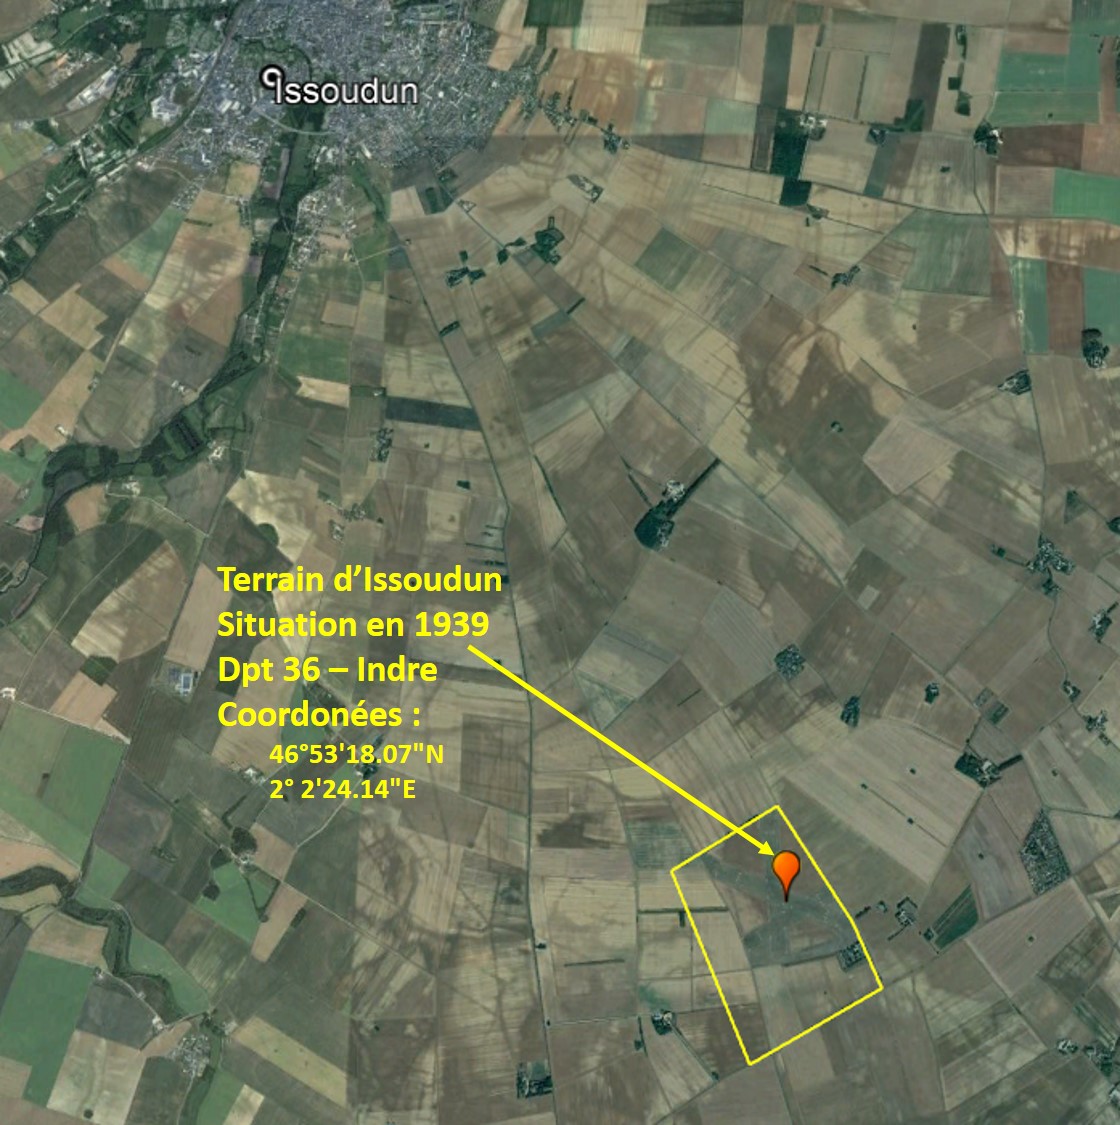 Issoudun
Terrain d’Issoudun
Situation en 1939
Dpt 36 – Indre
Coordonées :
46°53'18.07"N
2° 2'24.14"E